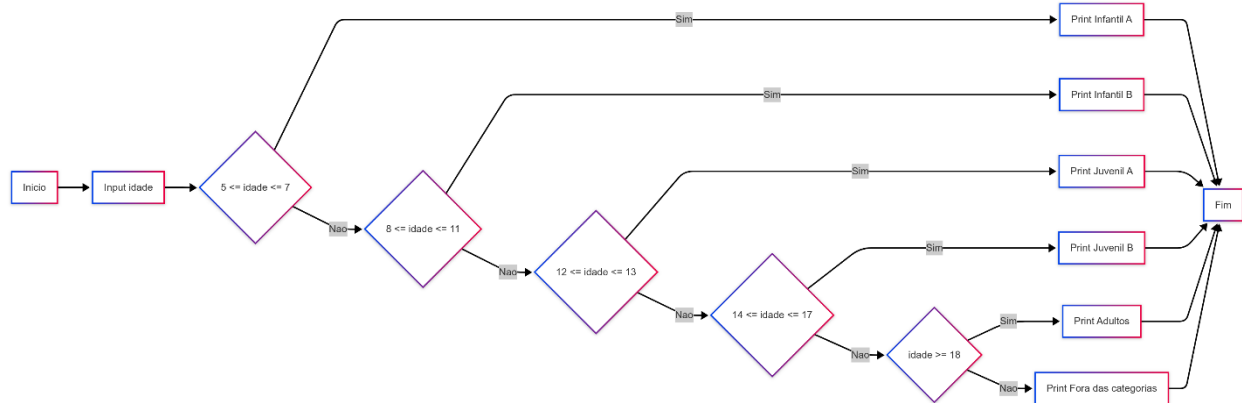 Sim
Print Infantil A
Sim
Print Infantil B
Início
Input idade
5 <= idade <= 7
Sim
Print Juvenil A
Nao
8 <= idade <= 11
Fim
Sim
Print Juvenil B
Nao
12 <= idade <= 13
Nao
14 <= idade <= 17
Sim
Print Adultos
Nao
idade >= 18
Nao
Print Fora das categorias